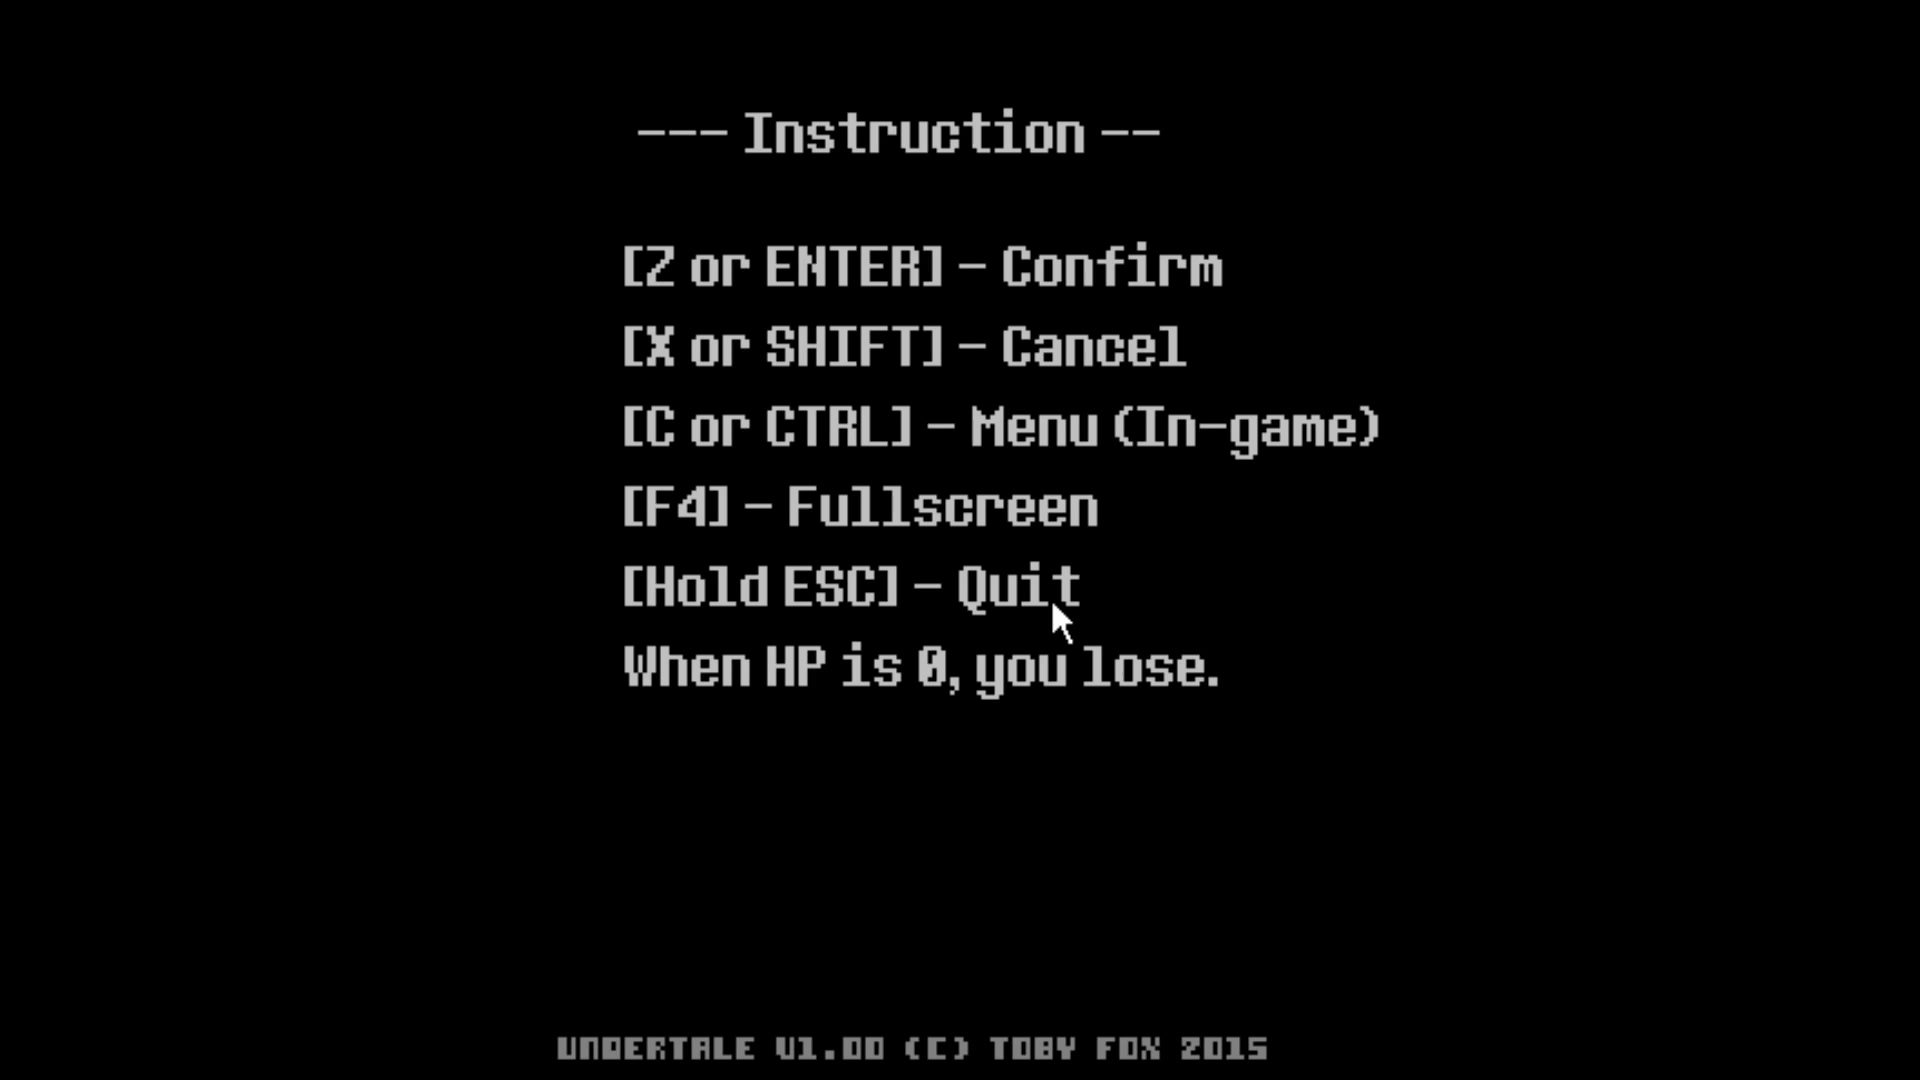 --- Instruction --
[Z or ENTER] - Confirm
[X or SHIFT] - Cancel
[C or CTRL] - Menu (In-game)
[F4] - Fullscreen
[Hold ESC] - Quit
When HP is 0, you lose.
UNDERTALE V1.00 (C) TOBY FOX 2015